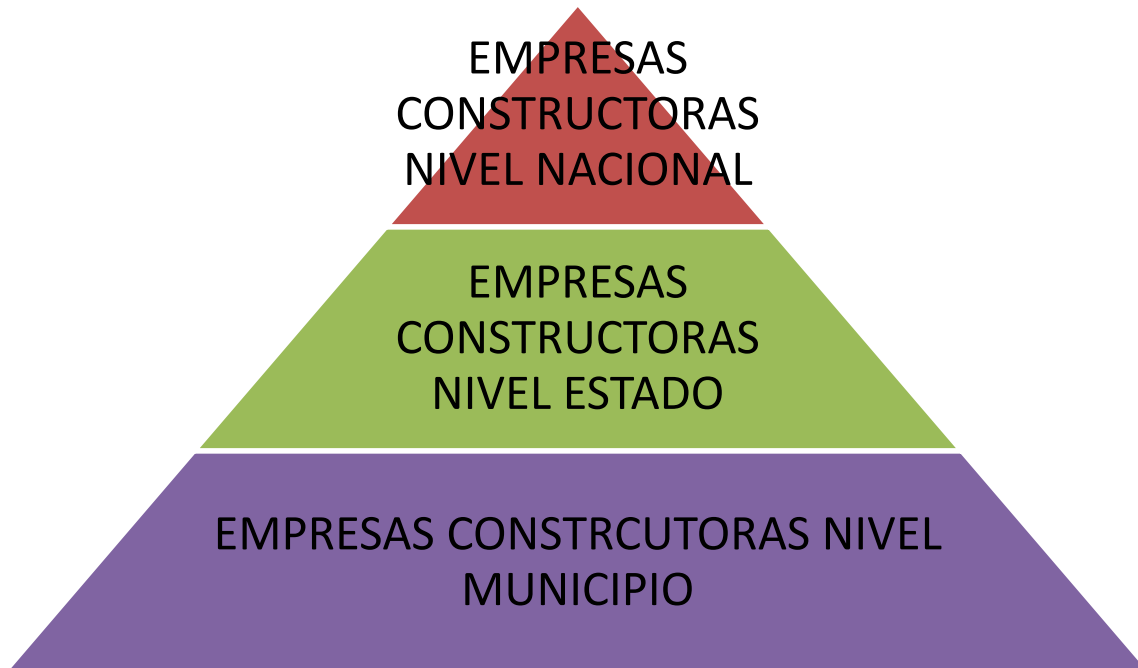 EMPRESAS
CONSTRUCTORAS
NIVEL NACIONAL
EMPRESAS
CONSTRUCTORAS
NIVEL ESTADO
EMPRESAS CONSTRCUTORAS NIVEL
MUNICIPIO